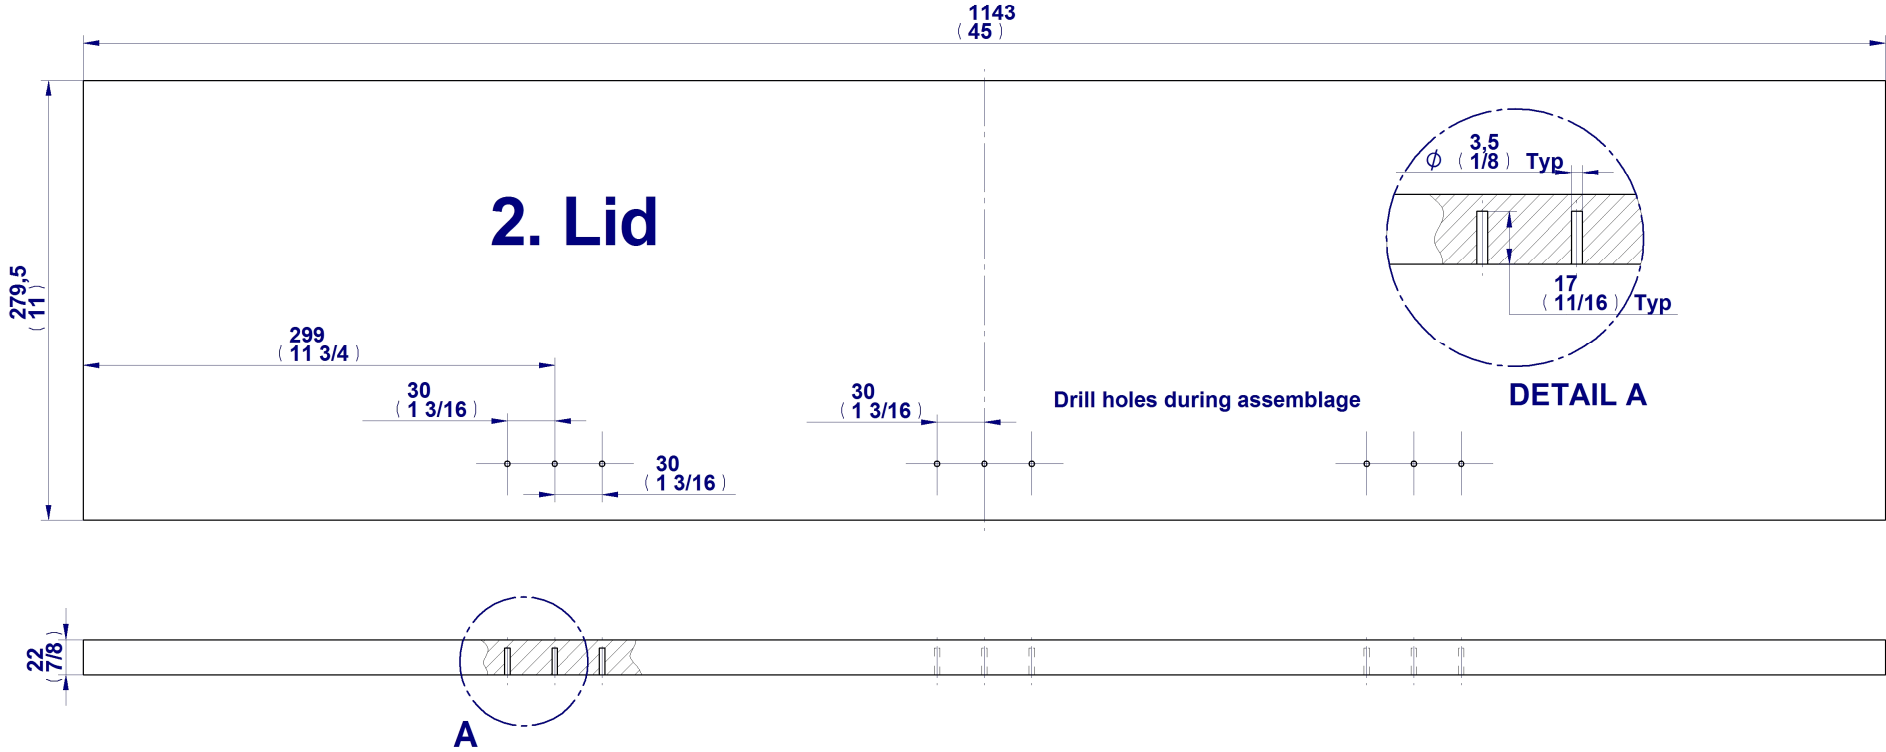 1143
( 45 )
3,5
Φ ( 1/8 ) Typ
2. Lid
17
( 11/16 ) Typ
279,5
( 11 )
299
( 11 3/4 )
DETAIL A
30
( 1 3/16 )
30
( 1 3/16 )
Drill holes during assemblage
30
( 1 3/16 )
22
( 7/8 )
A